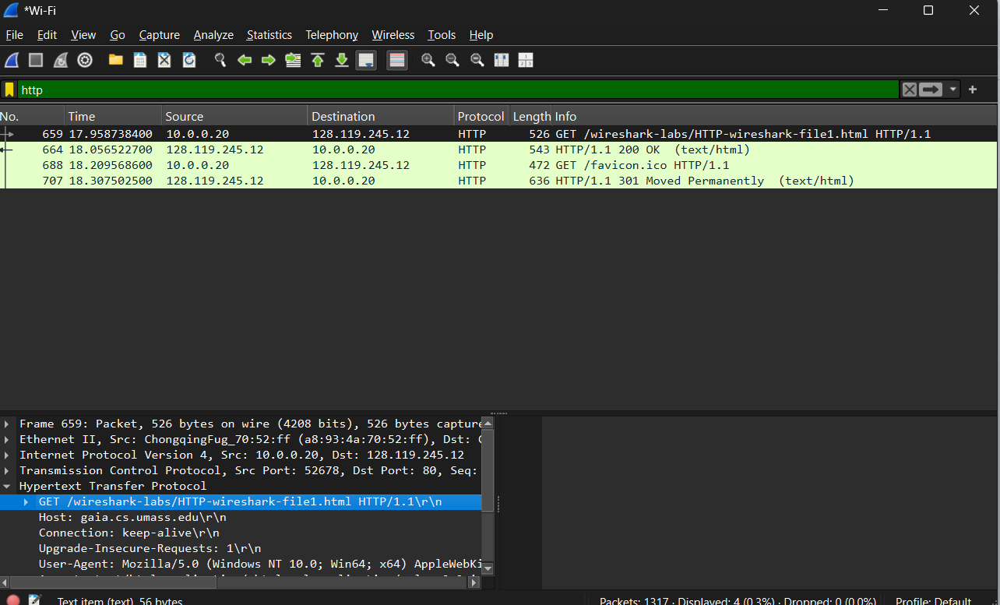 *Wi-Fi
File Edit View Go Capture Analyze Statistics Telephony Wireless Tools Help
http
No. Time Source Destination Protocol Length Info
659 17.958738400 10.0.0.20 128.119.245.12 HTTP 526 GET /wireshark-labs/HTTP-wireshark-file1.html HTTP/1.1
664 18.056522700 128.119.245.12 10.0.0.20 HTTP 543 HTTP/1.1 200 OK (text/html)
688 18.209568600 10.0.0.20 128.119.245.12 HTTP 472 GET /favicon.ico HTTP/1.1
707 18.307502500 128.119.245.12 10.0.0.20 HTTP 636 HTTP/1.1 301 Moved Permanently (text/html)
Frame 659: Packet, 526 bytes on wire (4208 bits), 526 bytes capture
Ethernet II, Src: ChongqingFug_70:52:ff (a8:93:4a:70:52:ff), Dst:
Internet Protocol Version 4, Src: 10.0.0.20, Dst: 128.119.245.12
Transmission Control Protocol, Src Port: 52678, Dst Port: 80, Seq:
Hypertext Transfer Protocol
GET /wireshark-labs/HTTP-wireshark-file1.html HTTP/1.1\r\n
Host: gaia.cs.umass.edu\r\n
Connection: keep-alive\r\n
Upgrade-Insecure-Requests: 1\r\n
User-Agent: Mozilla/5.0 (Windows NT 10.0; Win64; x64) AppleWebKi
Text item (text), 56 bytes
Packets: 1317 · Displayed: 4 (0.3%) · Dropped: 0 (0.0%) Profile: Default